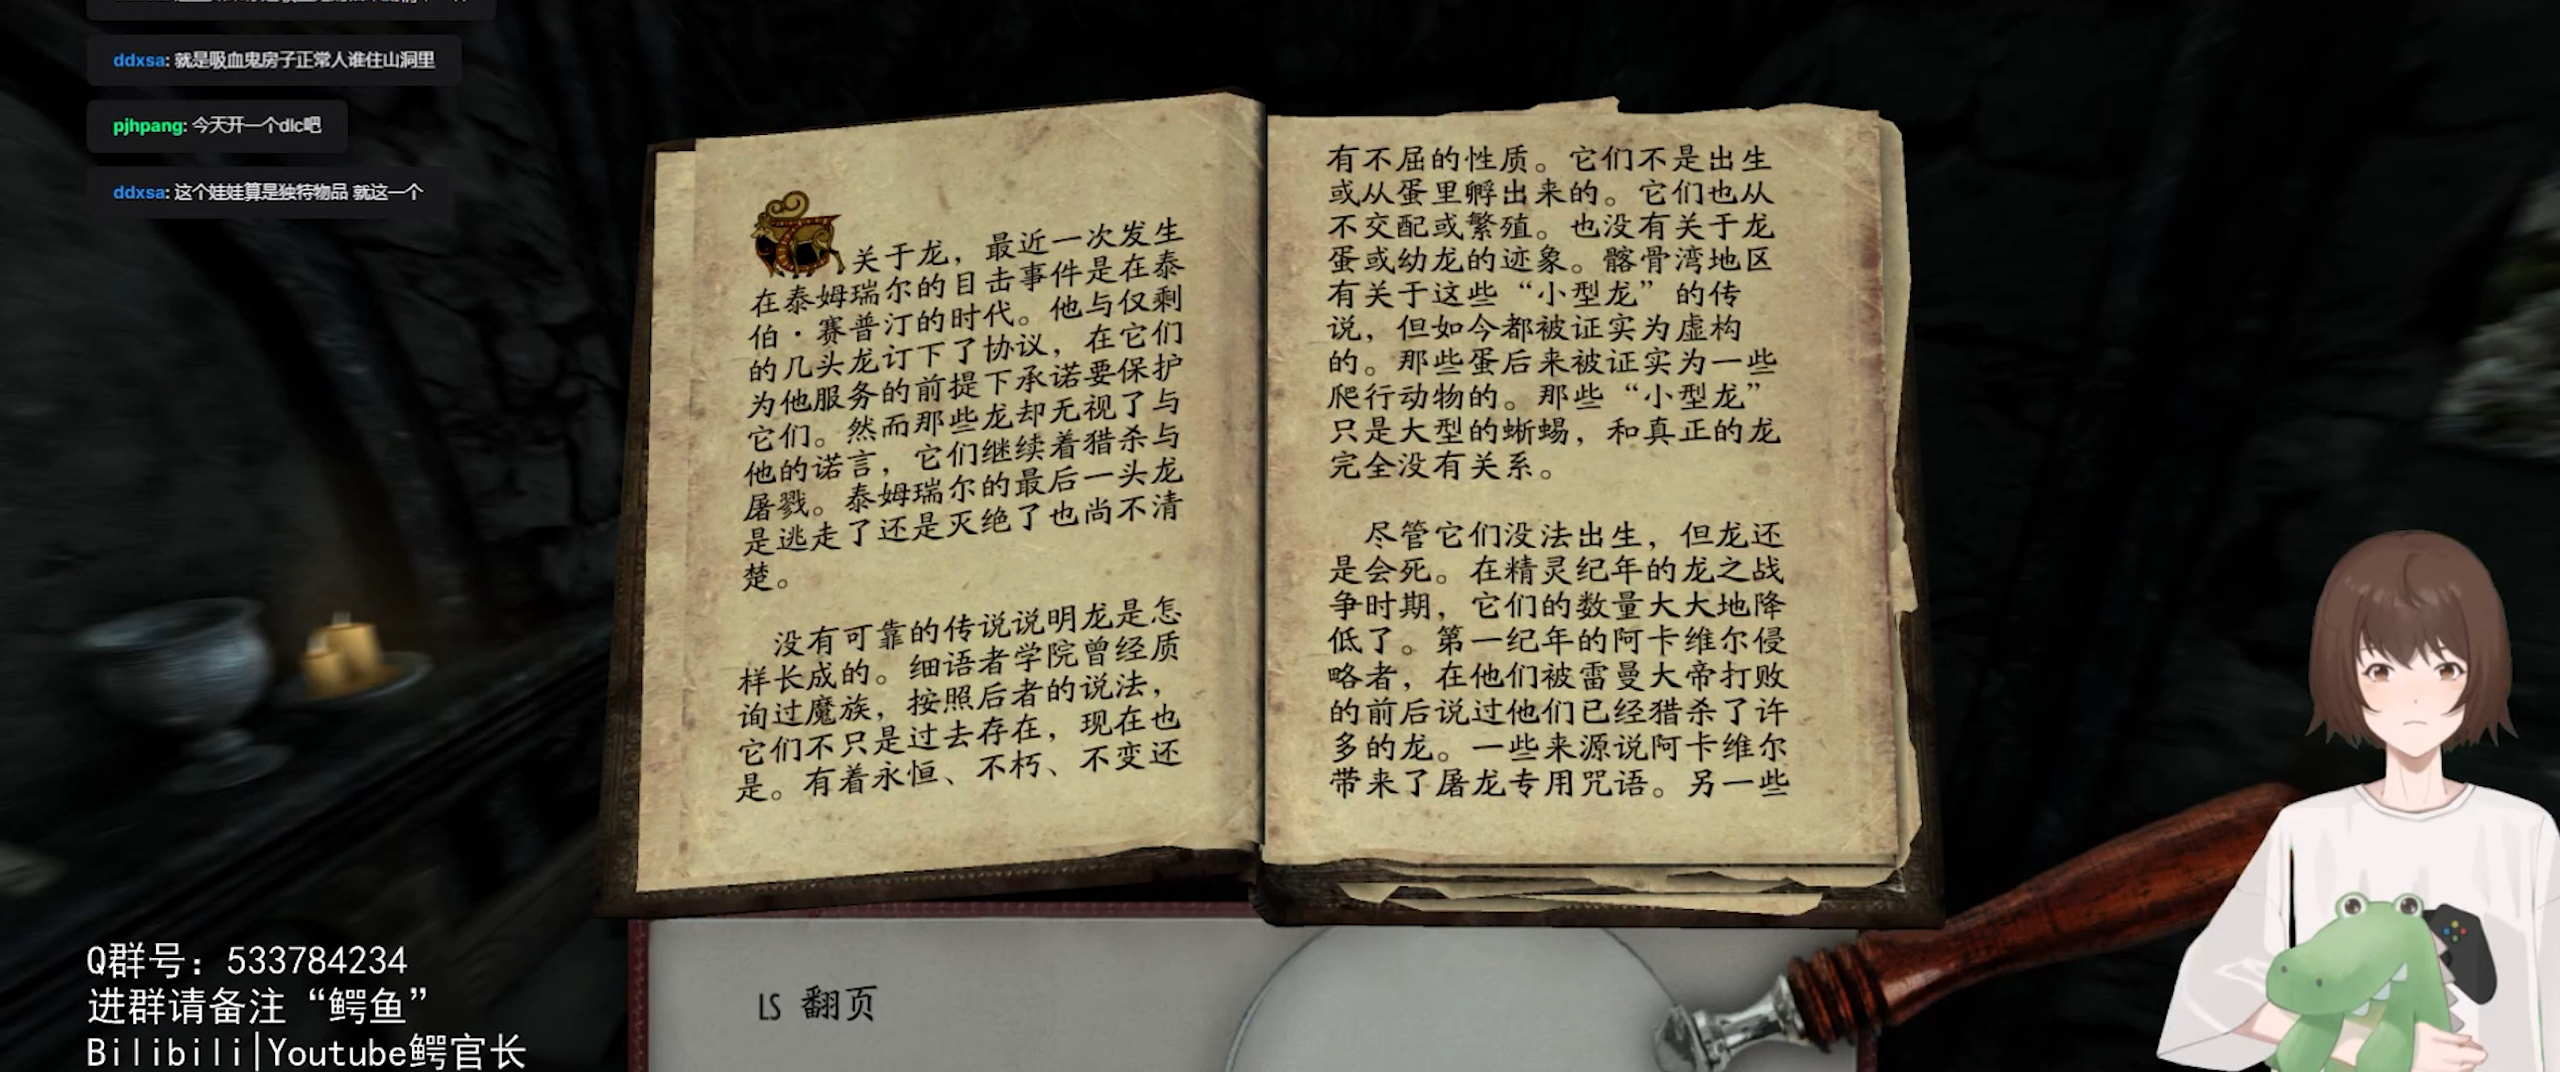 ddxsa: 就是吸血鬼房子正常人谁住山洞里
pjhpang: 今天开一个dlc吧
ddxsa: 这个娃娃算是独特物品 就这一个
关于龙，最近一次发生
在泰姆瑞尔的目击事件是在泰
伯·赛普汀的时代。他与仅剩
的几头龙订下了协议，在它们
为他服务的前提下承诺要保护
它们。然而那些龙却无视了与
他的诺言，它们继续着猎杀与
屠戮。泰姆瑞尔的最后一头龙
是逃走了还是灭绝了也尚不清
楚。
没有可靠的传说说明龙是怎
样长成的。细语者学院曾经质
询过魔族，按照后者的说法，
它们不只是过去存在，现在也
是。有着永恒、不朽、不变还
有不屈的性质。它们不是出生
或从蛋里孵出来的。它们也从
不交配或繁殖。也没有关于龙
蛋或幼龙的迹象。髂骨湾地区
有关于这些“小型龙”的传
说，但如今都被证实为虚构
的。那些蛋后来被证实为一些
爬行动物的。那些“小型龙”
只是大型的蜥蜴，和真正的龙
完全没有关系。
尽管它们没法出生，但龙还
是会死。在精灵纪年的龙之战
争时期，它们的数量大大地降
低了。第一纪年的阿卡维尔侵
略者，在他们被雷曼大帝打败
的前后说过他们已经猎杀了许
多的龙。一些来源说阿卡维尔
带来了屠龙专用咒语。另一些
LS 翻页
Q群号：533784234
进群请备注“鳄鱼”
Bilibili|Youtube鳄官长